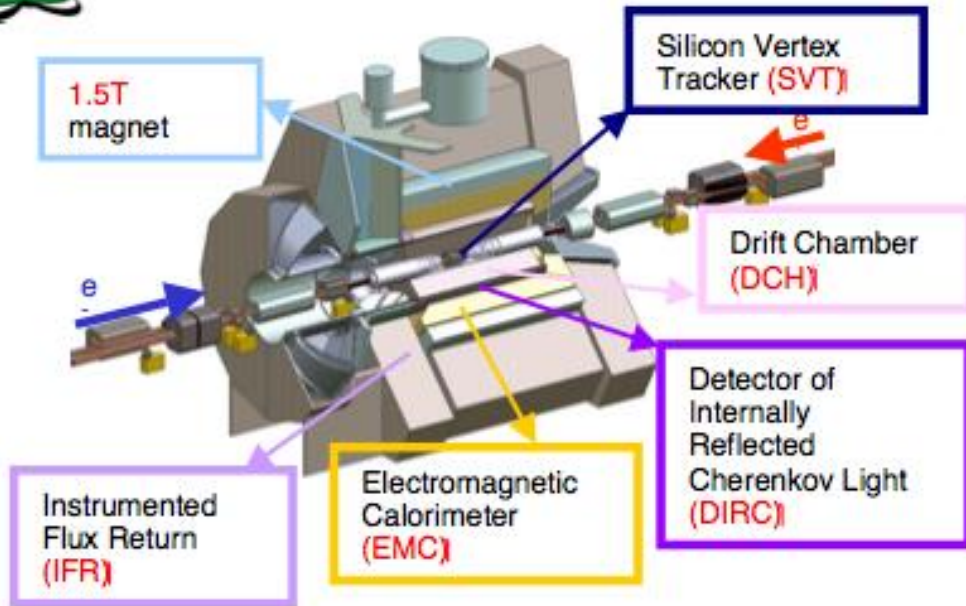 1.5T
magnet
Silicon Vertex
Tracker (SVT)
e
Drift Chamber
(DCH)
e
-
Detector of
Internally
Reflected
Cherenkov Light
(DIRC)
Electromagnetic
Calorimeter
(EMC)
Instrumented
Flux Return
(IFR)